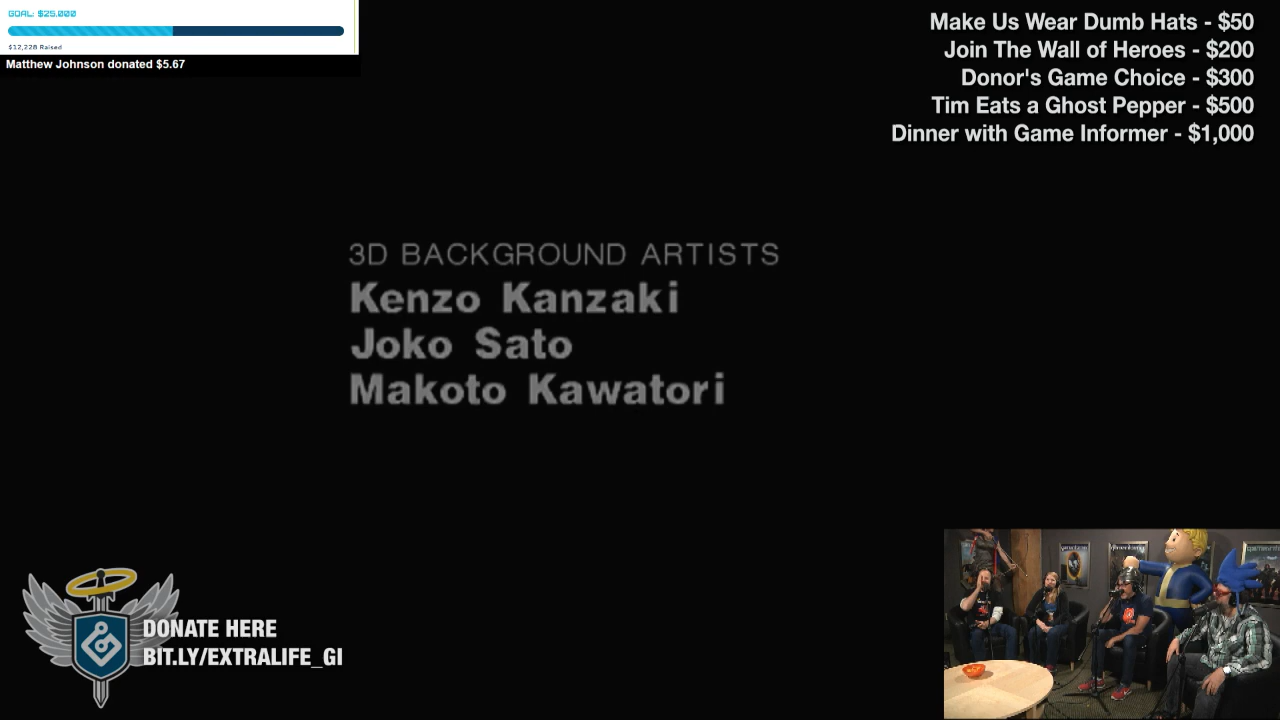 GOAL: $25,000
$12,228 Raised
Matthew Johnson donated $5.67
Make Us Wear Dumb Hats - $50
Join The Wall of Heroes - $200
Donor's Game Choice - $300
Tim Eats a Ghost Pepper - $500
Dinner with Game Informer - $1,000
3D BACKGROUND ARTISTS
Kenzo Kanzaki
Joko Sato
Makoto Kawatori
DONATE HERE
BIT.LY/EXTRALIFE_GI